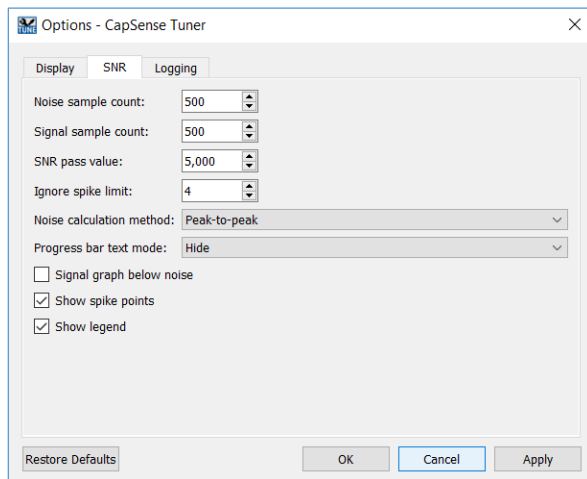 TUNE
Options - CapSense Tuner
Display SNR Logging
Noise sample count: 500
Signal sample count: 500
SNR pass value: 5,000
Ignore spike limit: 4
Noise calculation method: Peak-to-peak
Progress bar text mode: Hide
Signal graph below noise
Show spike points
Show legend
Restore Defaults OK Cancel Apply